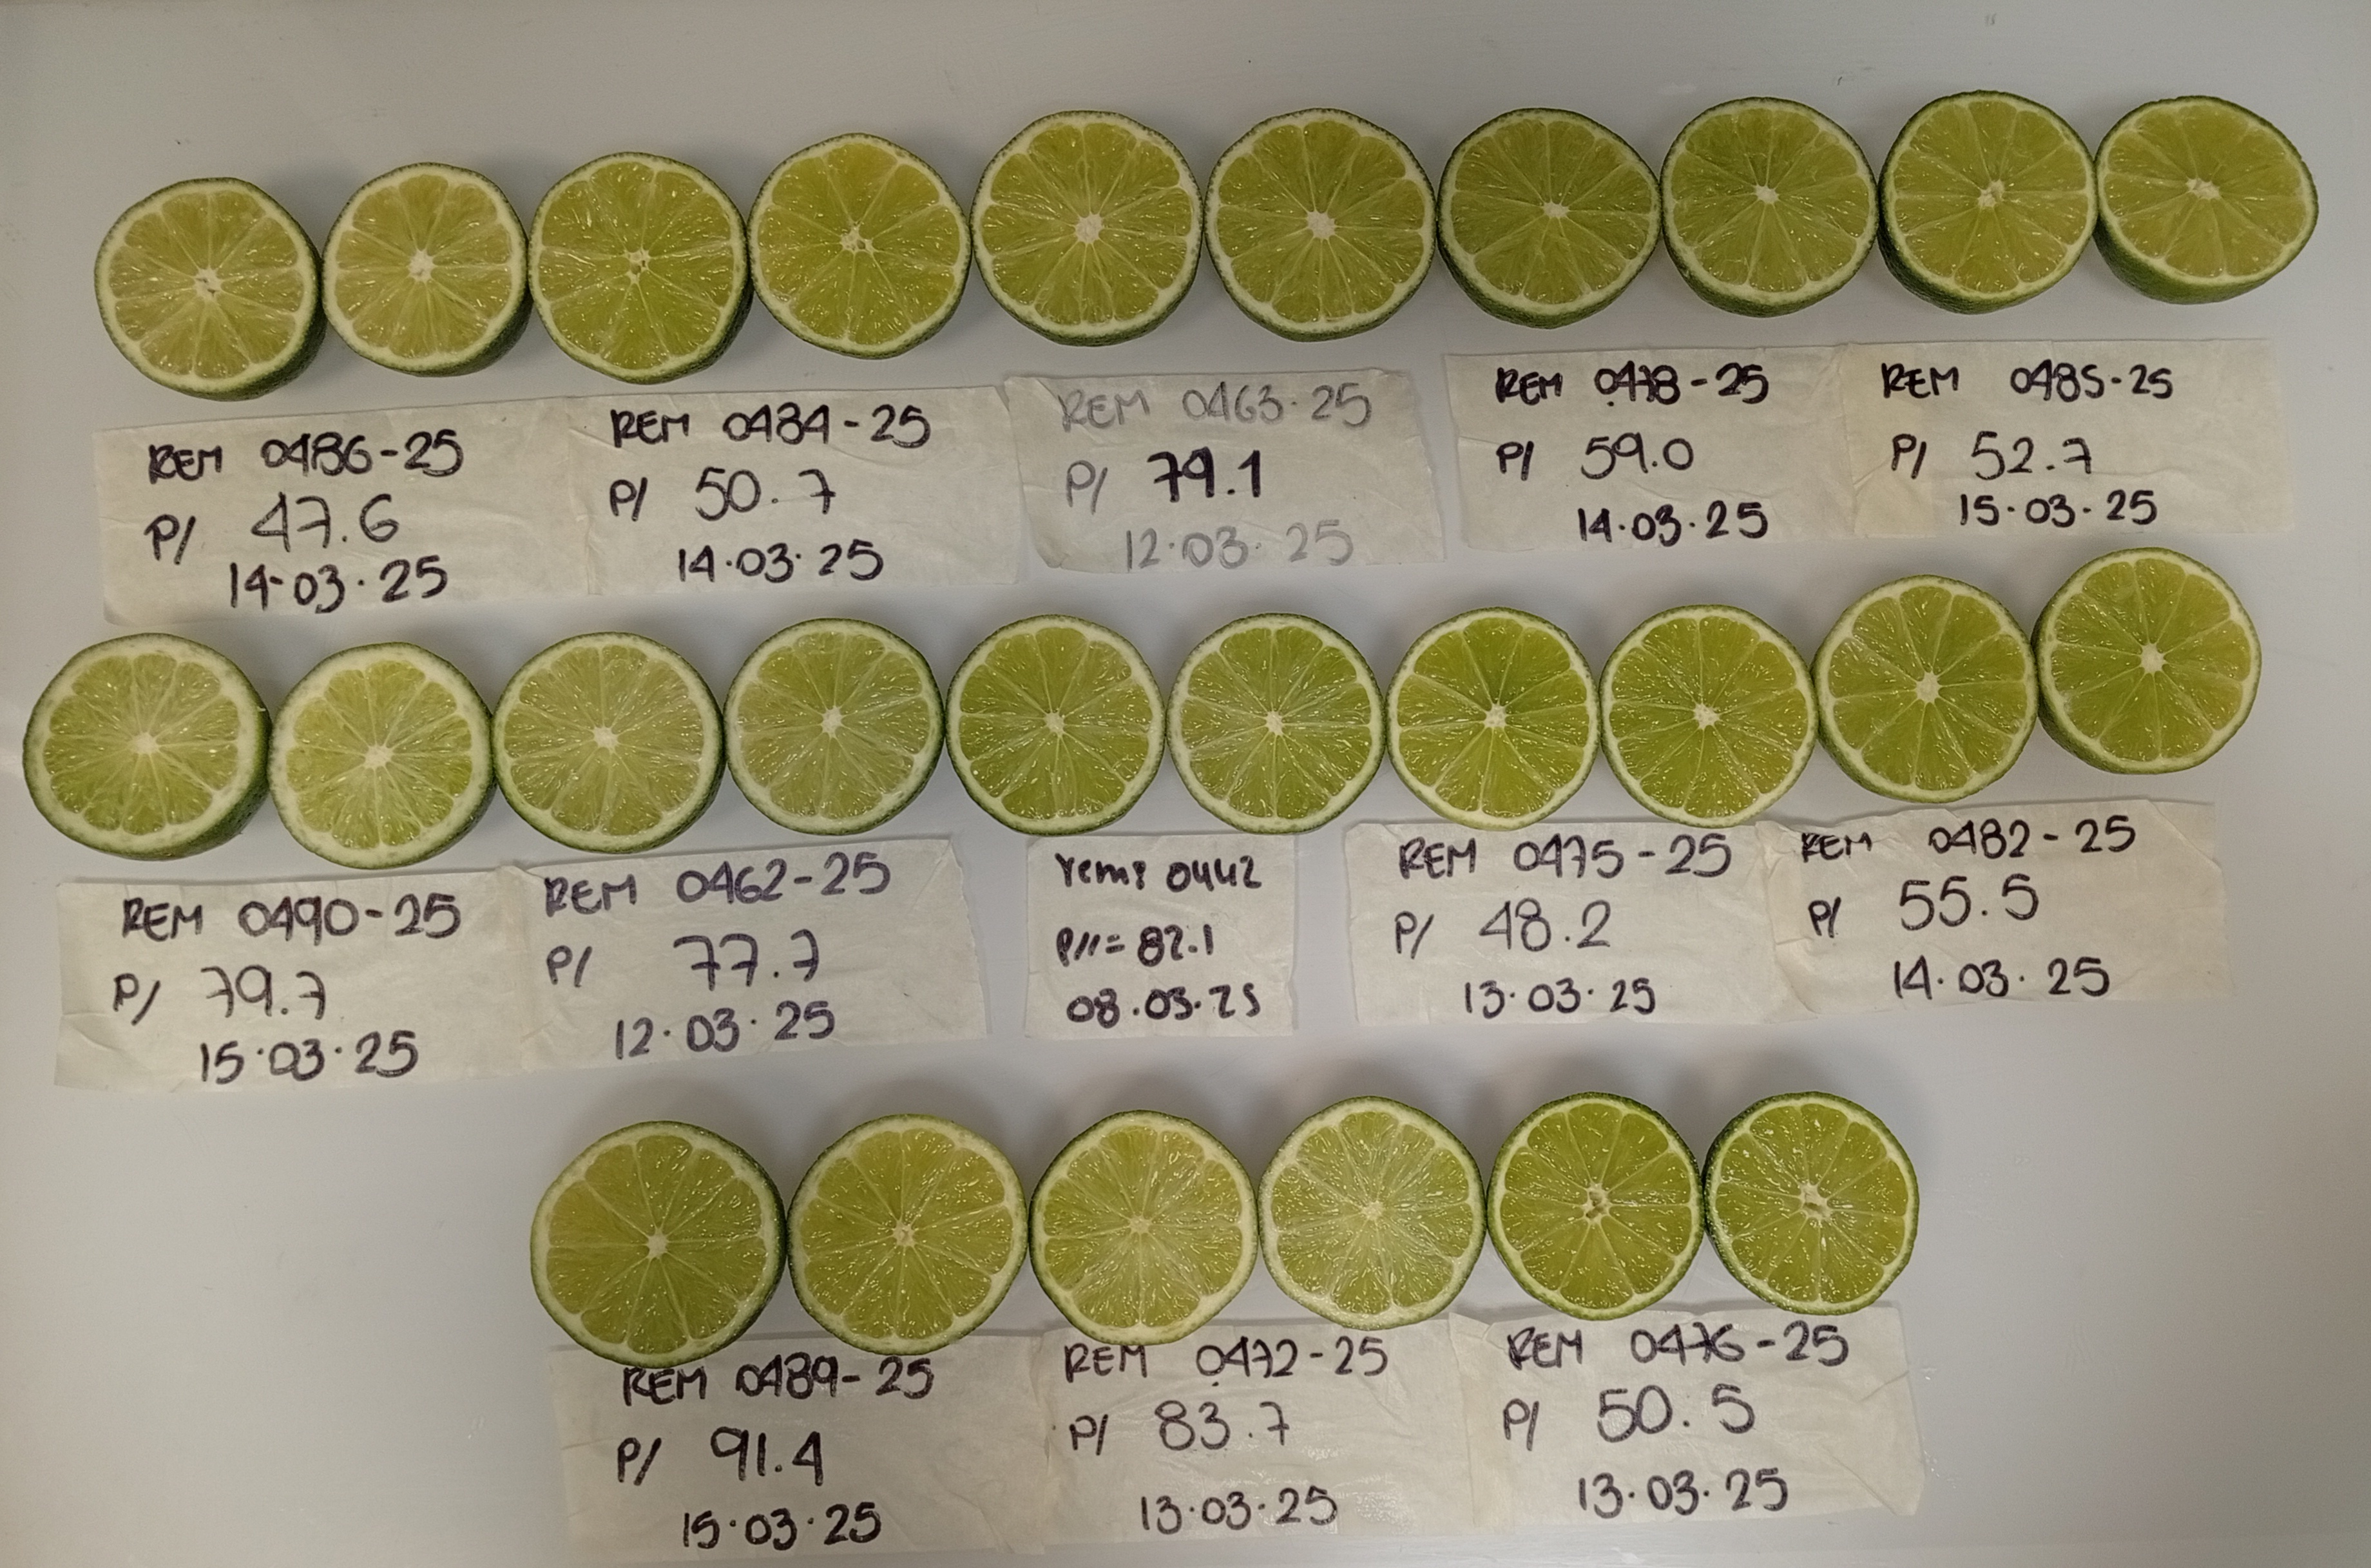 REM 0486-25
P/ 47.6
14-03.25
REM 0484-25
P/ 50.7
14.03.25
REM 0463-25
P/ 79.1
12.03.25
REM 0478-25
P/ 59.0
14.03.25
REM 0485-25
P/ 52.7
15.03.25
REM 0490-25
P/ 79.7
15.03.25
REM 0462-25
P/ 77.7
12.03.25
remi 0442
P//= 82.1
08.03.25
REM 0475-25
P/ 48.2
13.03.25
REM 0482-25
P/ 55.5
14.03.25
REM 0489-25
P/ 91.4
15.03.25
REM 0472-25
P/ 83.7
13.03.25
REM 0476-25
P/ 50.5
13.03.25